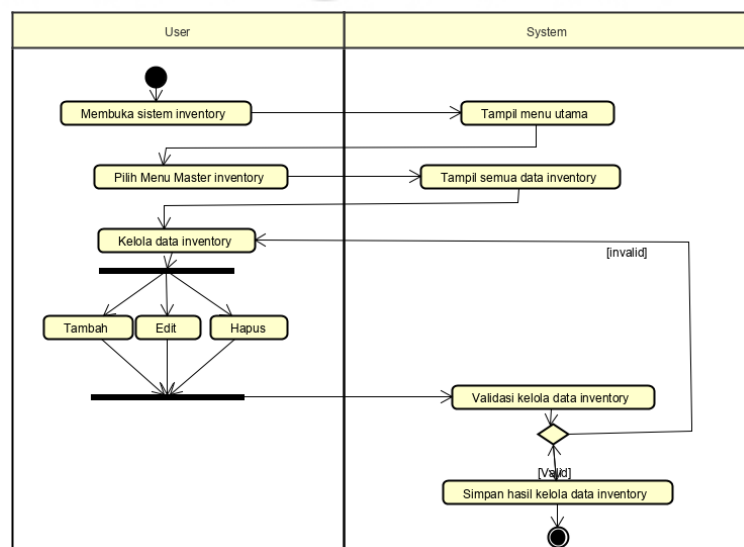 User
System
Membuka sistem inventory
Tampil menu utama
Pilih Menu Master inventory
Tampil semua data inventory
Kelola data inventory
[invalid]
Tambah
Edit
Hapus
Validasi kelola data inventory
[Valid]
Simpan hasil kelola data inventory